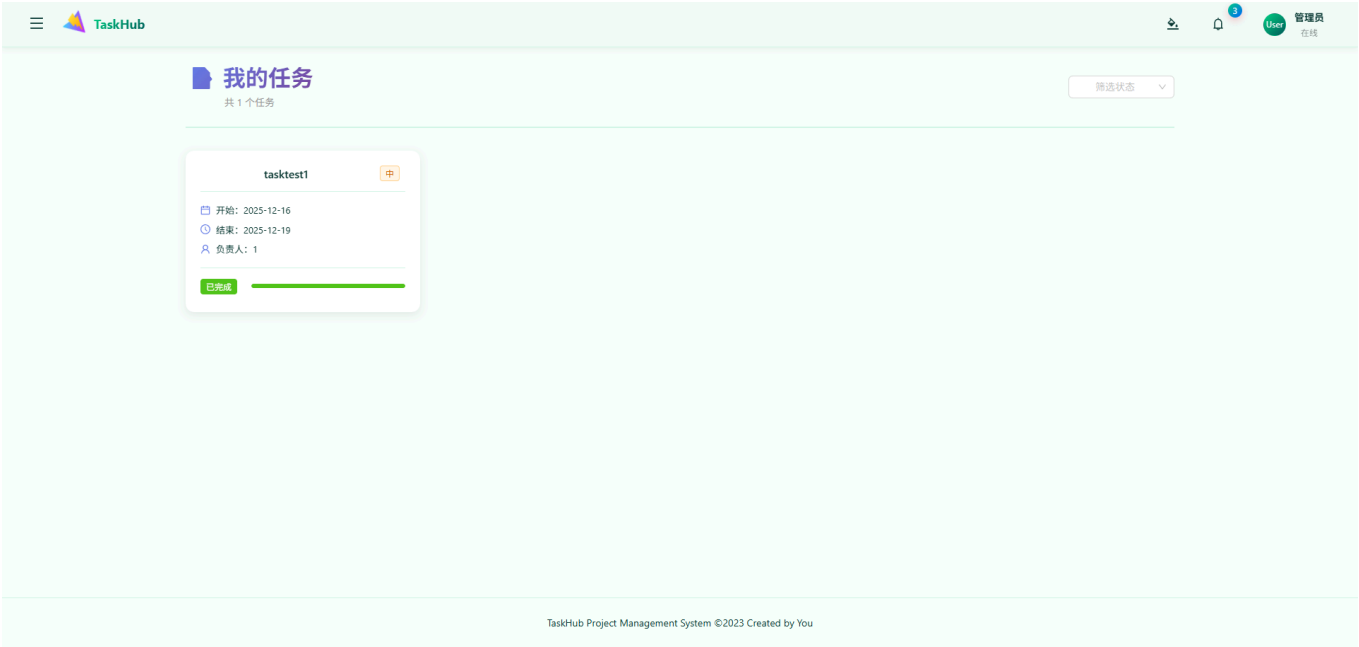 TaskHub
3
User
管理员
在线
我的任务
共 1 个任务
筛选状态
tasktest1
中
开始：2025-12-16
结束：2025-12-19
负责人：1
已完成
TaskHub Project Management System ©2023 Created by You